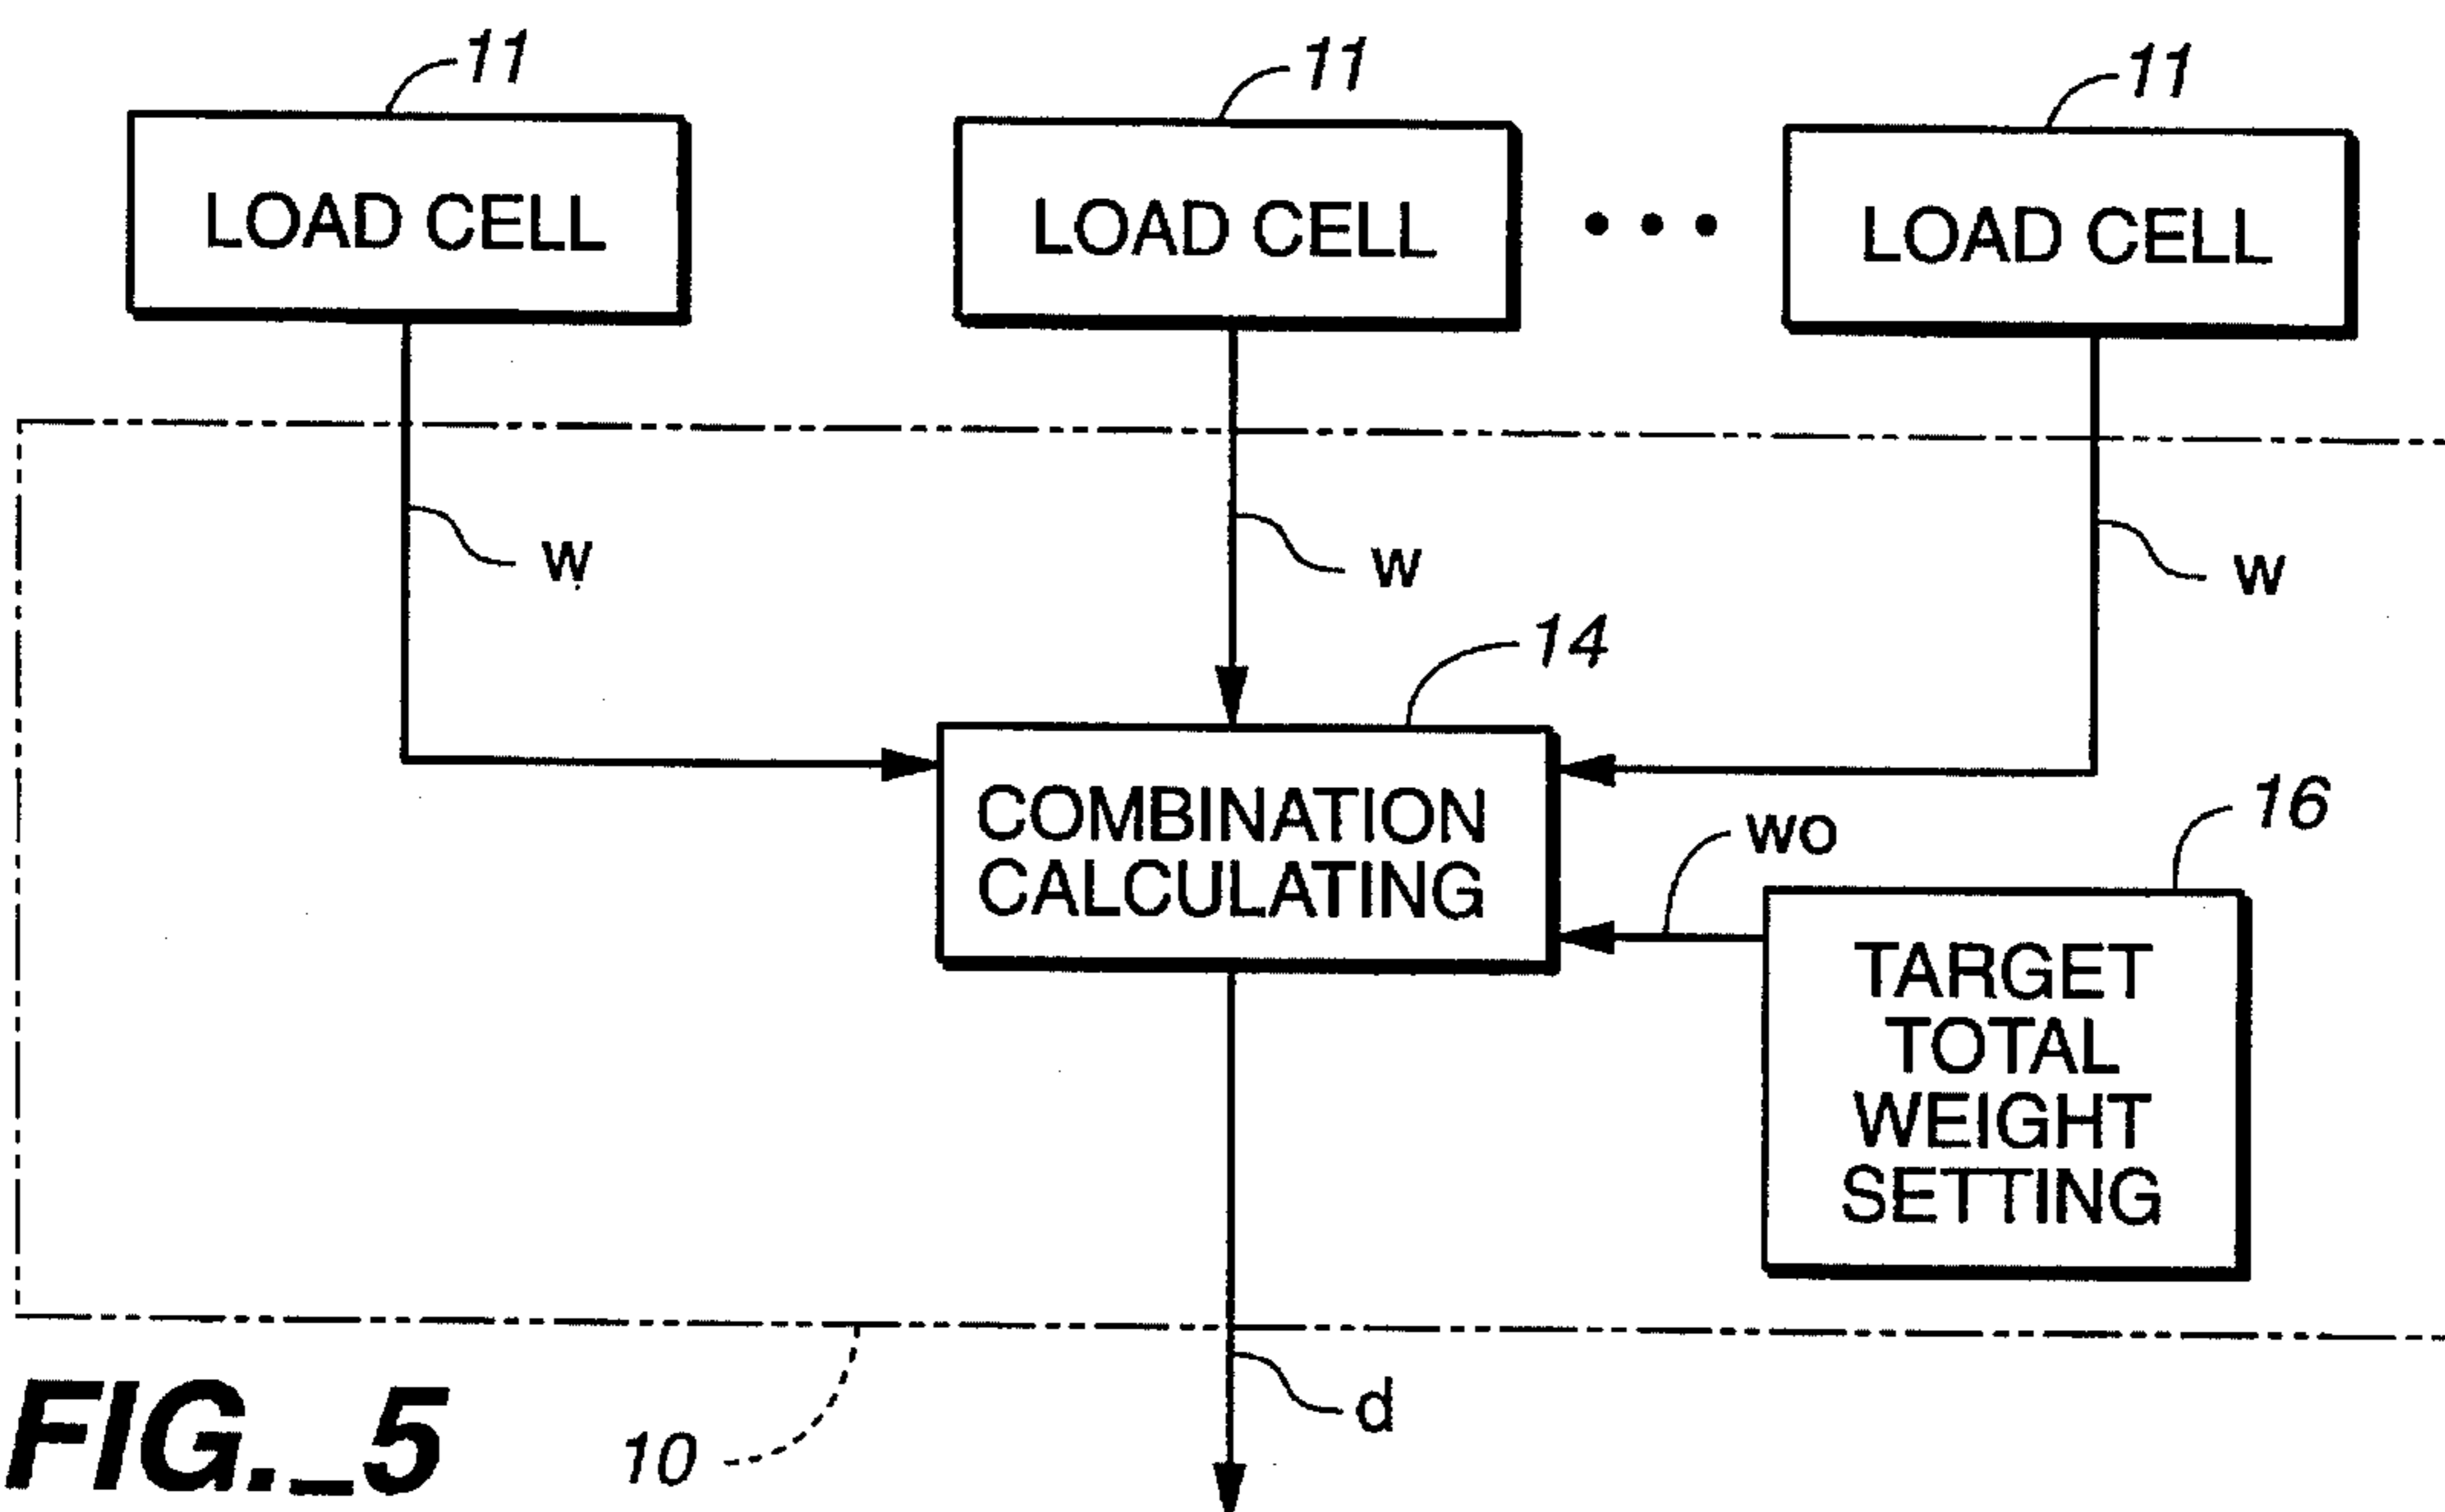 11
11
11
LOAD CELL
LOAD CELL
LOAD CELL
w
w
w
14
COMBINATION
CALCULATING
wo
16
TARGET
TOTAL
WEIGHT
SETTING
d
10
FIG._5